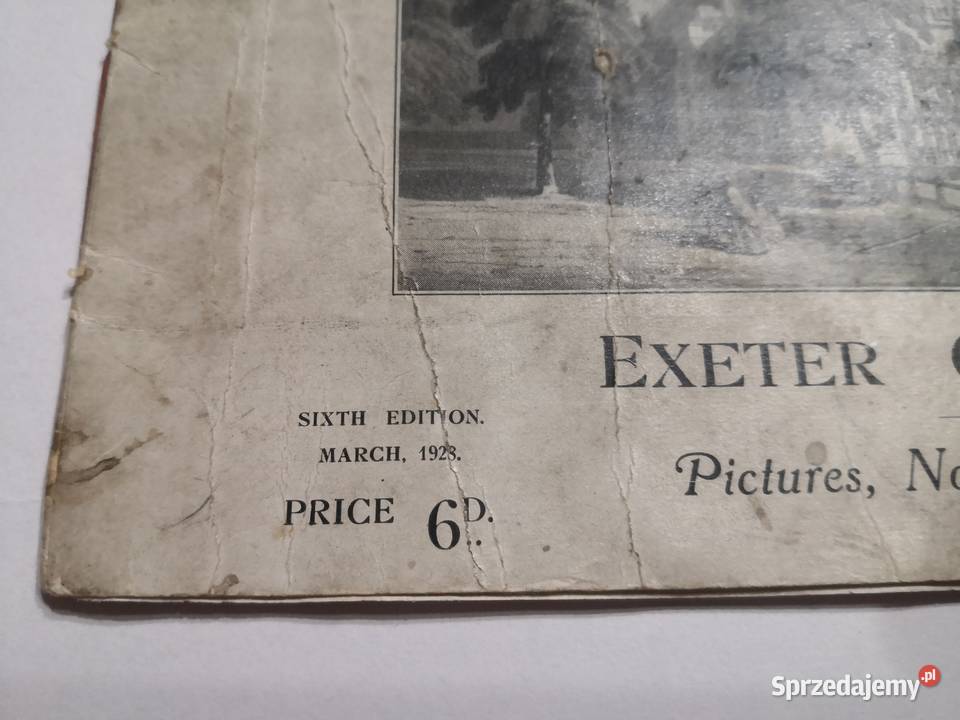 EXETER
SIXTH EDITION.
MARCH, 1928.
Pictures,
PRICE 6D.
Sprzedajemy.pl